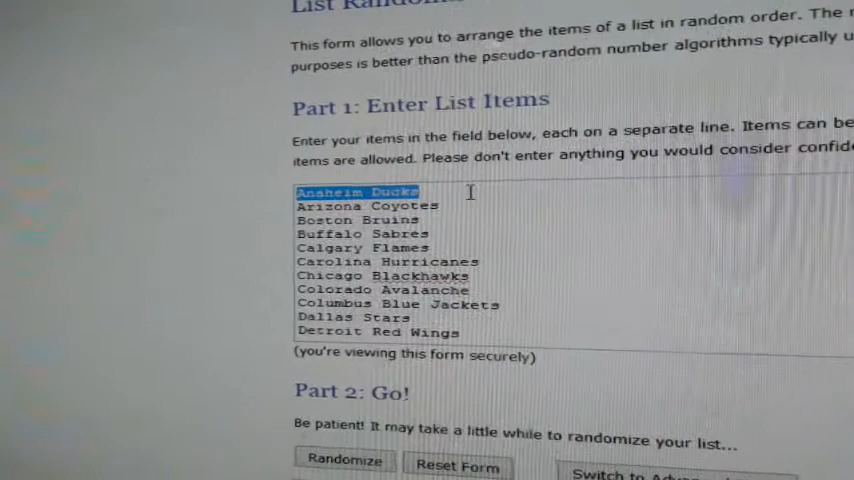 List
This form allows you to arrange the items of a list in random order. The
purposes is better than the pseudo-random number algorithms typically
Part 1: Enter List Items
Enter your items in the field below, each on a separate line. Items can be
items are allowed. Please don't enter anything you would consider
Anaheim Ducks
Arizona Coyotes
Boston Bruins
Buffalo Sabres
Calgary Flames
Carolina Hurricanes
Chicago Blackhawks
Colorado Avalanche
Columbus Blue Jackets
Dallas Stars
Detroit Red Wings
(you're viewing this form securely)
Part 2: Go!
Be patient! It may take a little while to randomize your list...
Randomize
Reset Form
Switch to